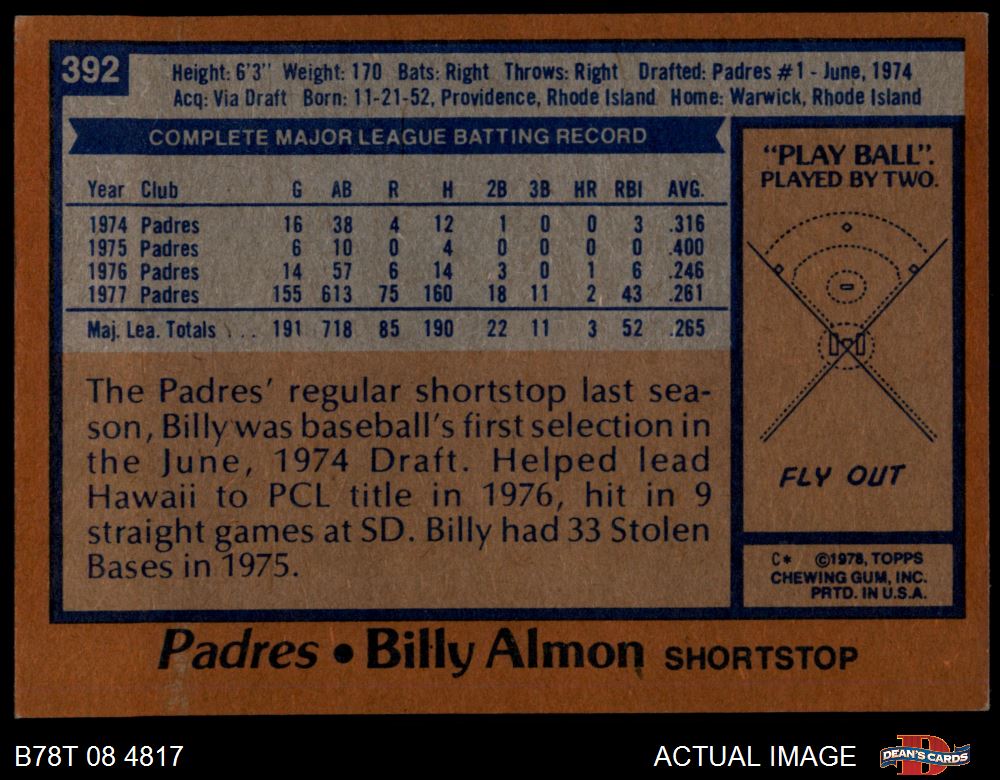 392
Height: 6'3" Weight: 170 Bats: Right Throws: Right Drafted: Padres #1 - June, 1974
Acq: Via Draft Born: 11-21-52, Providence, Rhode Island Home: Warwick, Rhode Island
COMPLETE MAJOR LEAGUE BATTING RECORD
Year Club G AB R H 2B 3B HR RBI AVG.
1974 Padres 16 38 4 12 1 0 0 3 .316
1975 Padres 6 10 0 4 0 0 0 0 .400
1976 Padres 14 57 6 14 3 0 1 6 .246
1977 Padres 155 613 75 160 18 11 2 43 .261
Maj. Lea. Totals . . . 191 718 85 190 22 11 3 52 .265
The Padres' regular shortstop last sea-
son, Billy was baseball's first selection in
the June, 1974 Draft. Helped lead
Hawaii to PCL title in 1976, hit in 9
straight games at SD. Billy had 33 Stolen
Bases in 1975.
"PLAY BALL".
PLAYED BY TWO.
FLY OUT
C* ©1978, TOPPS
CHEWING GUM, INC.
PRTD. IN U.S.A.
Padres • Billy Almon SHORTSTOP
B78T 08 4817
ACTUAL IMAGE
D
DEAN'S CARDS